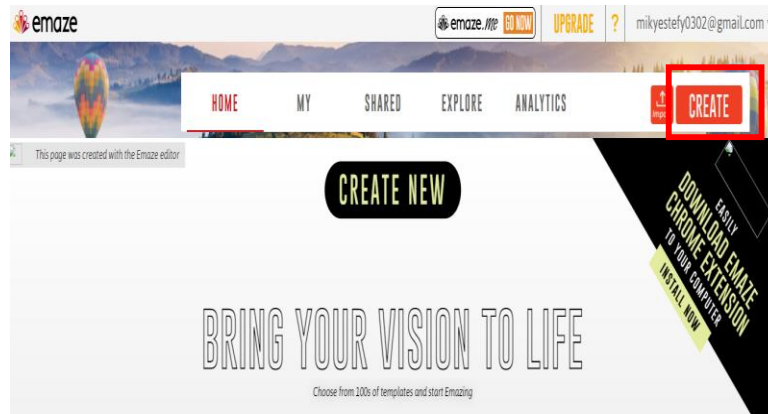 emaze
emaze.me GO NOW
UPGRADE
?
mikyestefy0302@gmail.com
HOME MY SHARED EXPLORE ANALYTICS
Impo
CREATE
This page was created with the Emaze editor
CREATE NEW
EASILY
DOWNLOAD EMAZE
CHROME EXTENSION
TO YOUR COMPUTER
INSTALL NOW
BRING YOUR VISION TO LIFE
Choose from 100s of templates and start Emazing